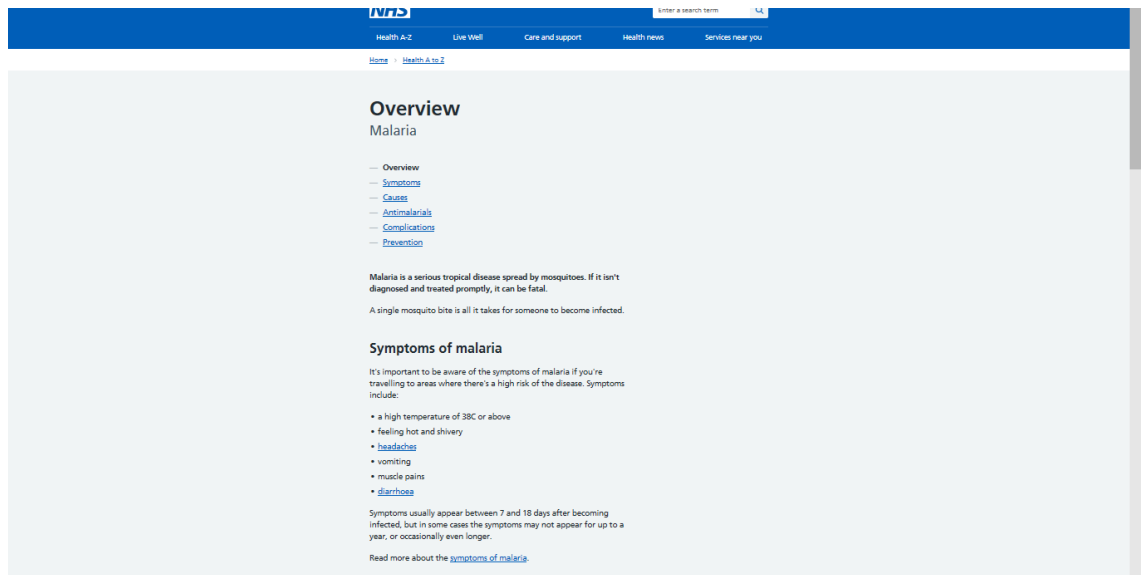 NHS
Enter a search term
Health A-Z
Live Well
Care and support
Health news
Services near you
Home
Health A to Z
Overview
Malaria
— Overview
— Symptoms
— Causes
— Antimalarials
— Complications
— Prevention
Malaria is a serious tropical disease spread by mosquitoes. If it isn't
diagnosed and treated promptly, it can be fatal.
A single mosquito bite is all it takes for someone to become infected.
Symptoms of malaria
It's important to be aware of the symptoms of malaria if you're
travelling to areas where there's a high risk of the disease. Symptoms
include:
• a high temperature of 38C or above
• feeling hot and shivery
• headaches
• vomiting
• muscle pains
• diarrhoea
Symptoms usually appear between 7 and 18 days after becoming
infected, but in some cases the symptoms may not appear for up to a
year, or occasionally even longer.
Read more about the symptoms of malaria.